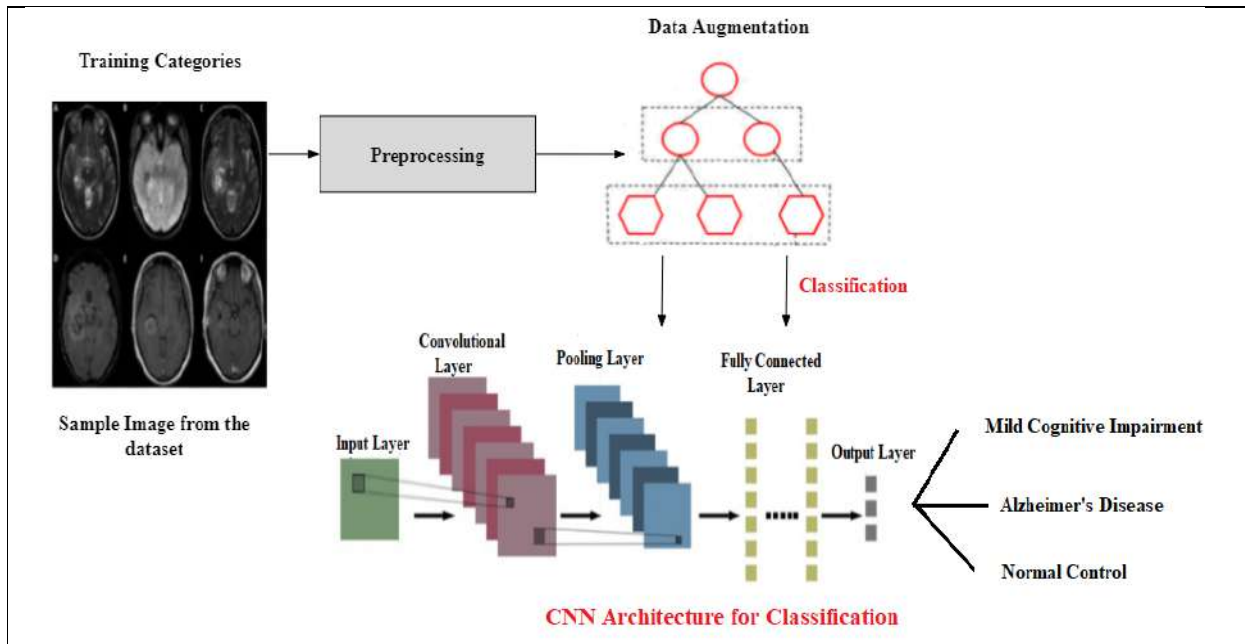 Data Augmentation
Training Categories
A B C
Preprocessing
Classification
Convolutional
Layer
Pooling Layer
Fully Connected
Layer
Sample Image from the
dataset
Input Layer
Output Layer
Mild Cognitive Impairment
Alzheimer's Disease
Normal Control
CNN Architecture for Classification